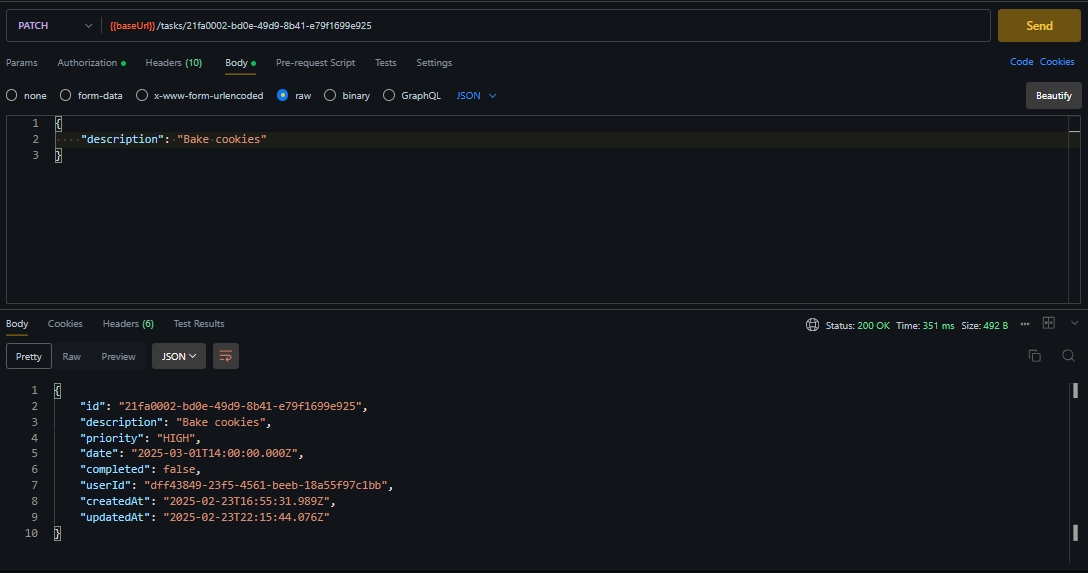 PATCH {{baseUrl}}/tasks/21fa0002-bd0e-49d9-8b41-e79f1699e925 Send
Params Authorization Headers (10) Body Pre-request Script Tests Settings Code Cookies
none form-data x-www-form-urlencoded raw binary GraphQL JSON Beautify
1 {
2 "description": "Bake cookies"
3 }
Body Cookies Headers (6) Test Results Status: 200 OK Time: 351 ms Size: 492 B
Pretty Raw Preview JSON
1 {
2 "id": "21fa0002-bd0e-49d9-8b41-e79f1699e925",
3 "description": "Bake cookies",
4 "priority": "HIGH",
5 "date": "2025-03-01T14:00:00.000Z",
6 "completed": false,
7 "userId": "dff43849-23f5-4561-beeb-18a55f97c1bb",
8 "createdAt": "2025-02-23T16:55:31.989Z",
9 "updatedAt": "2025-02-23T22:15:44.076Z"
10 }